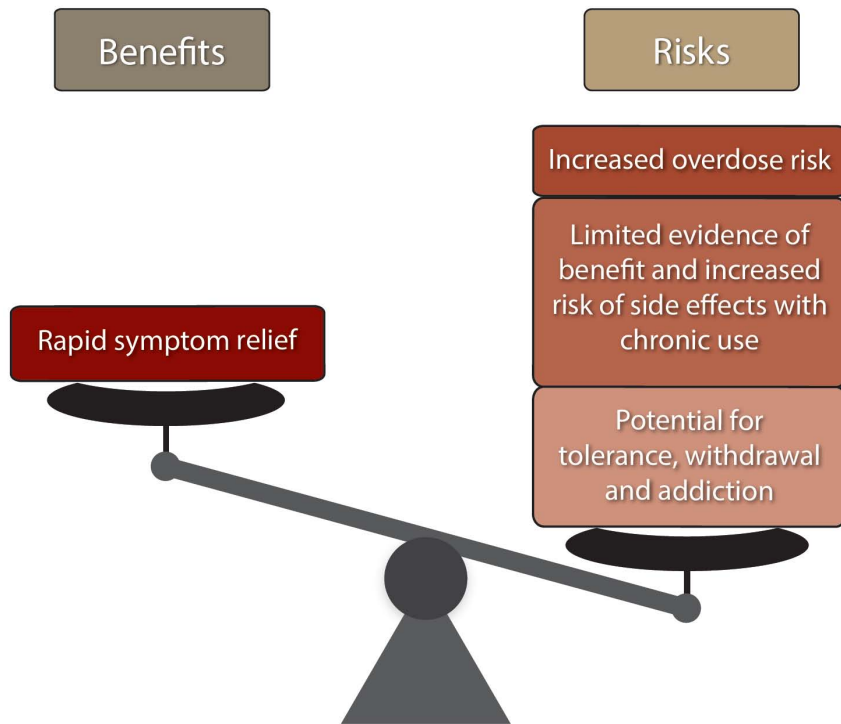 Benefits
Risks
Increased overdose risk
Limited evidence of
benefit and increased
risk of side effects with
chronic use
Rapid symptom relief
Potential for
tolerance, withdrawal
and addiction